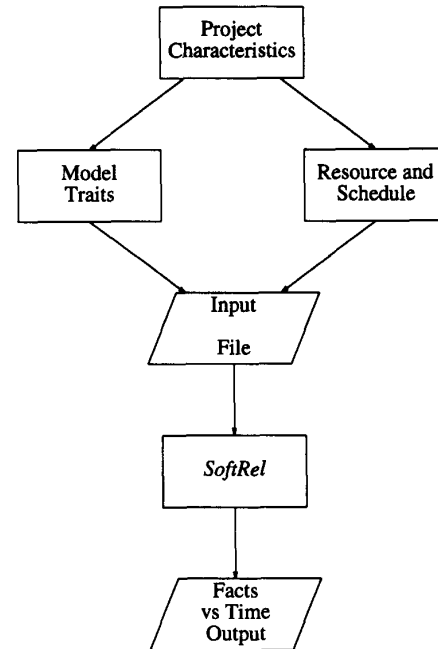 Project
Characteristics
Model
Traits
Resource and
Schedule
Input
File
SoftRel
Facts
vs Time
Output